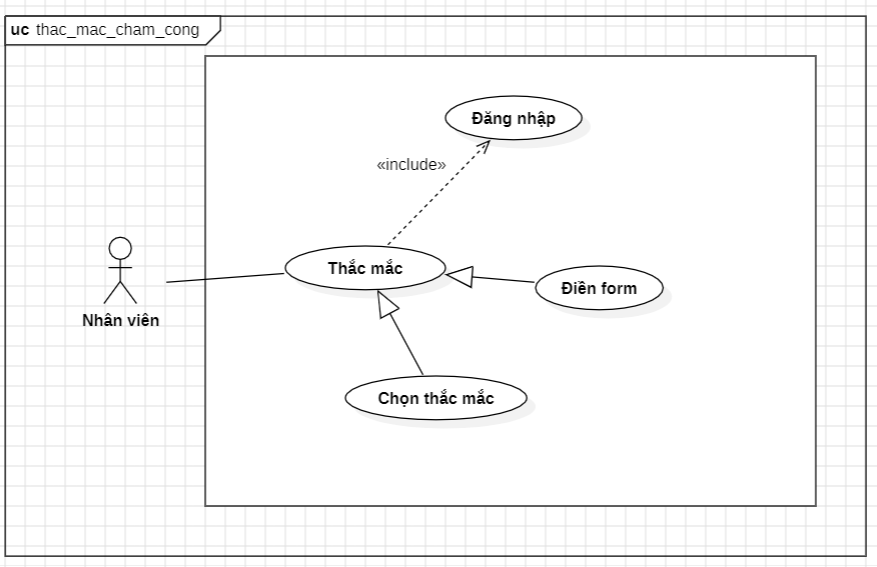 uc thac_mac_cham_cong
Đăng nhập
«include»
Thắc mắc
Điền form
Nhân viên
Chọn thắc mắc